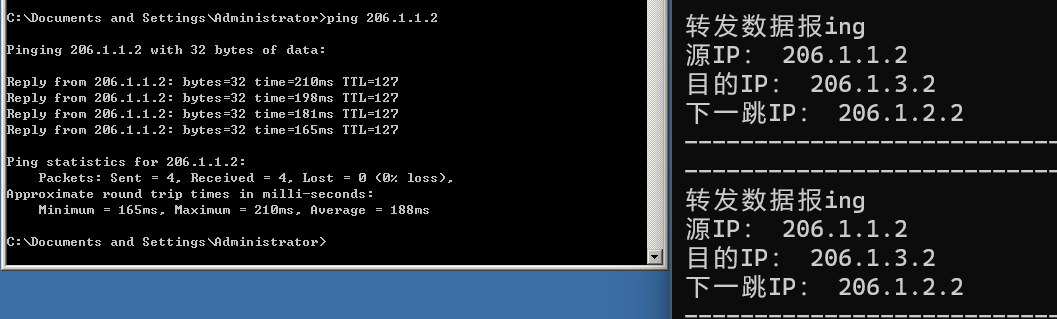 C:\Documents and Settings\Administrator>ping 206.1.1.2
Pinging 206.1.1.2 with 32 bytes of data:
Reply from 206.1.1.2: bytes=32 time=210ms TTL=127
Reply from 206.1.1.2: bytes=32 time=198ms TTL=127
Reply from 206.1.1.2: bytes=32 time=181ms TTL=127
Reply from 206.1.1.2: bytes=32 time=165ms TTL=127
Ping statistics for 206.1.1.2:
    Packets: Sent = 4, Received = 4, Lost = 0 (0% loss),
Approximate round trip times in milli-seconds:
    Minimum = 165ms, Maximum = 210ms, Average = 188ms
C:\Documents and Settings\Administrator>
转发数据报ing
源IP: 206.1.1.2
目的IP: 206.1.3.2
下一跳IP: 206.1.2.2
---------------------------
---------------------------
转发数据报ing
源IP: 206.1.1.2
目的IP: 206.1.3.2
下一跳IP: 206.1.2.2
---------------------------